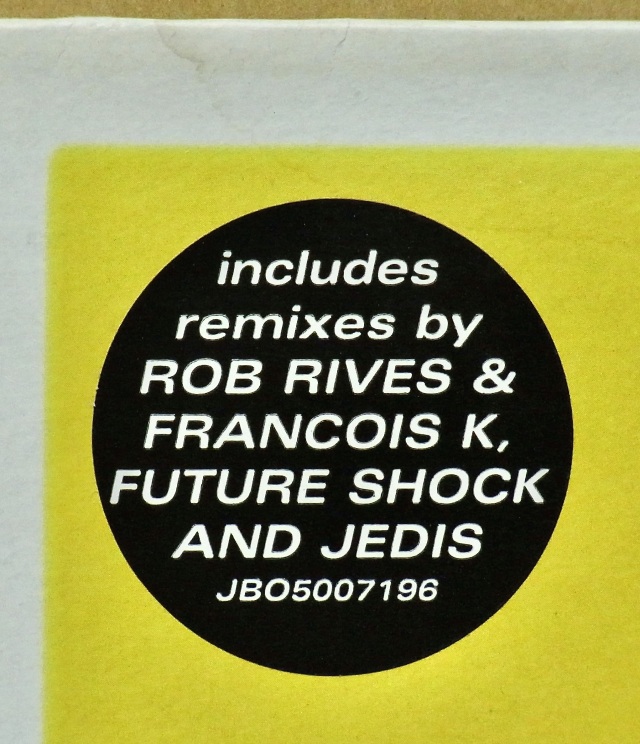 includes
remixes by
ROB RIVES &
FRANCOIS K,
FUTURE SHOCK
AND JEDIS
JBO5007196